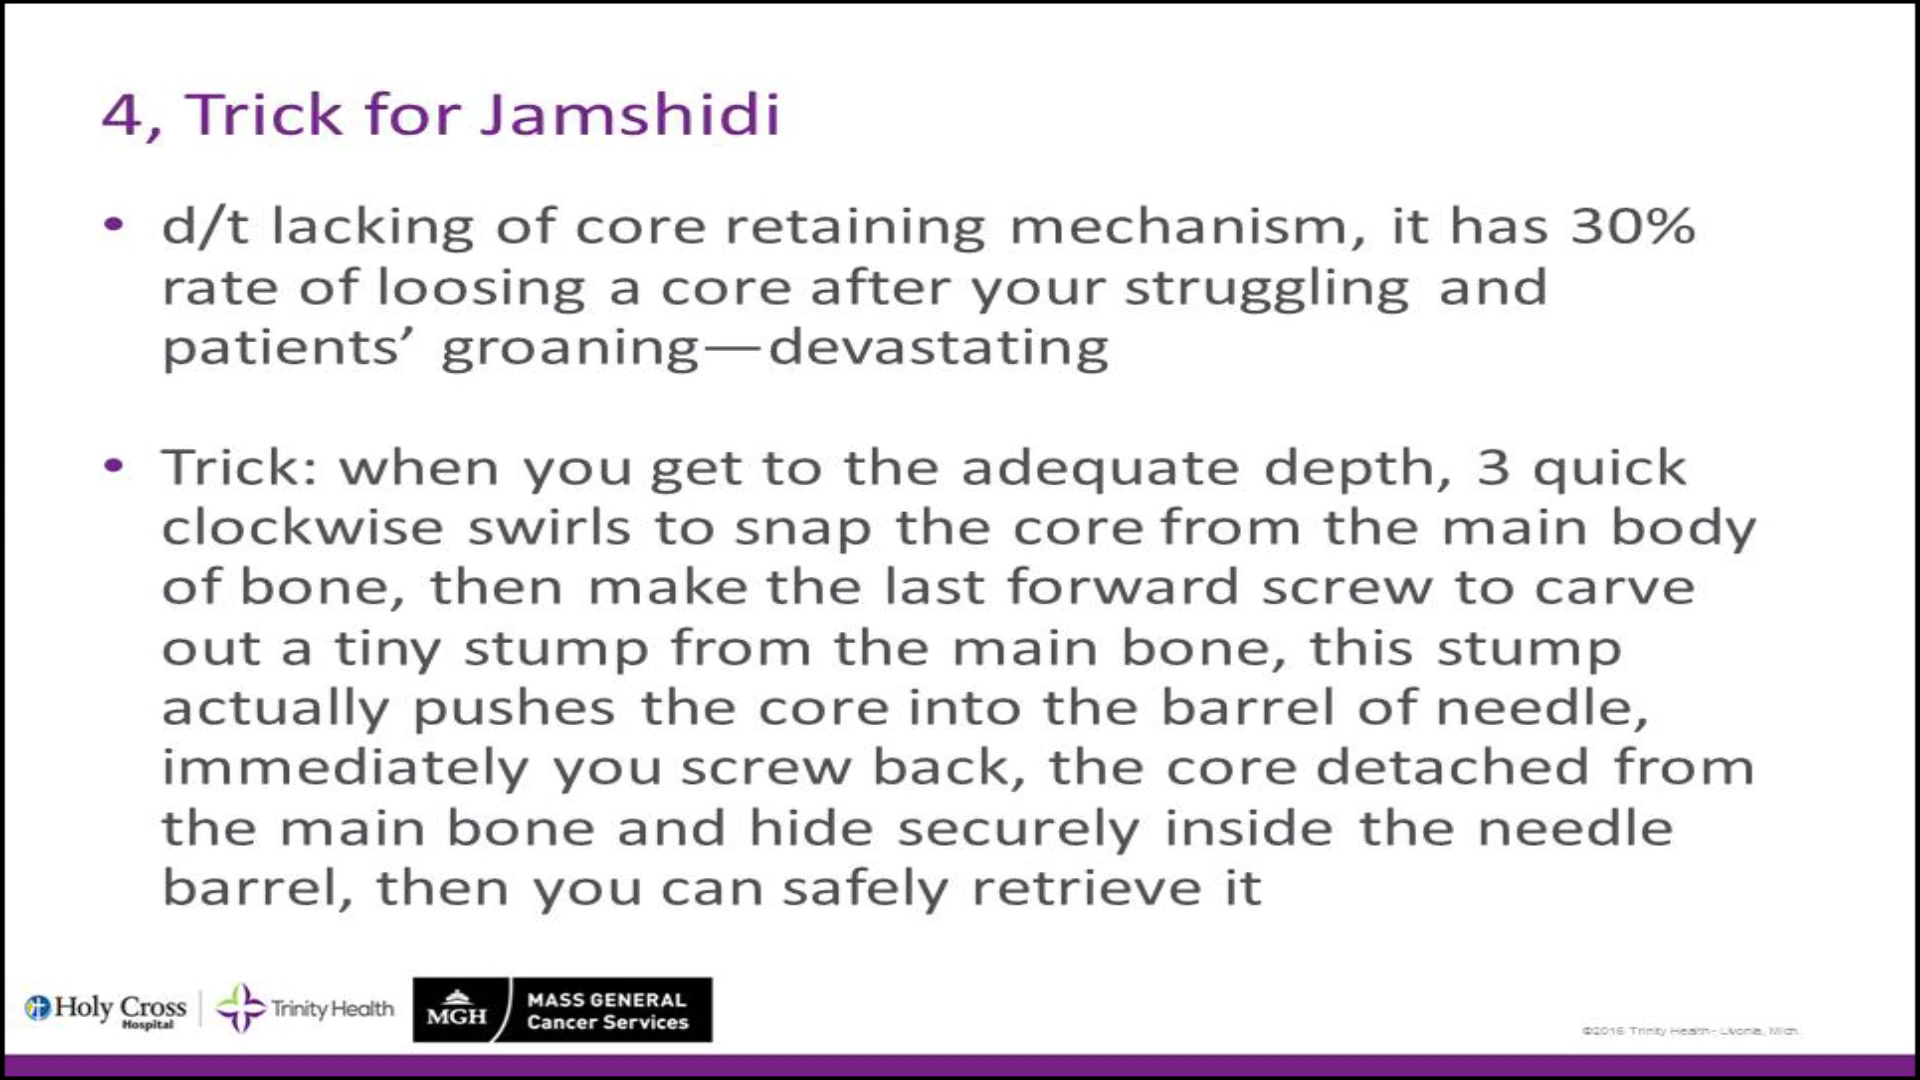 4, Trick for Jamshidi
• d/t lacking of core retaining mechanism, it has 30%
rate of loosing a core after your struggling and
patients’ groaning—devastating
• Trick: when you get to the adequate depth, 3 quick
clockwise swirls to snap the core from the main body
of bone, then make the last forward screw to carve
out a tiny stump from the main bone, this stump
actually pushes the core into the barrel of needle,
immediately you screw back, the core detached from
the main bone and hide securely inside the needle
barrel, then you can safely retrieve it
Holy Cross
Hospital
Trinity Health
MGH
MASS GENERAL
Cancer Services
©2016 Trinity Health - Livonia, Mich.